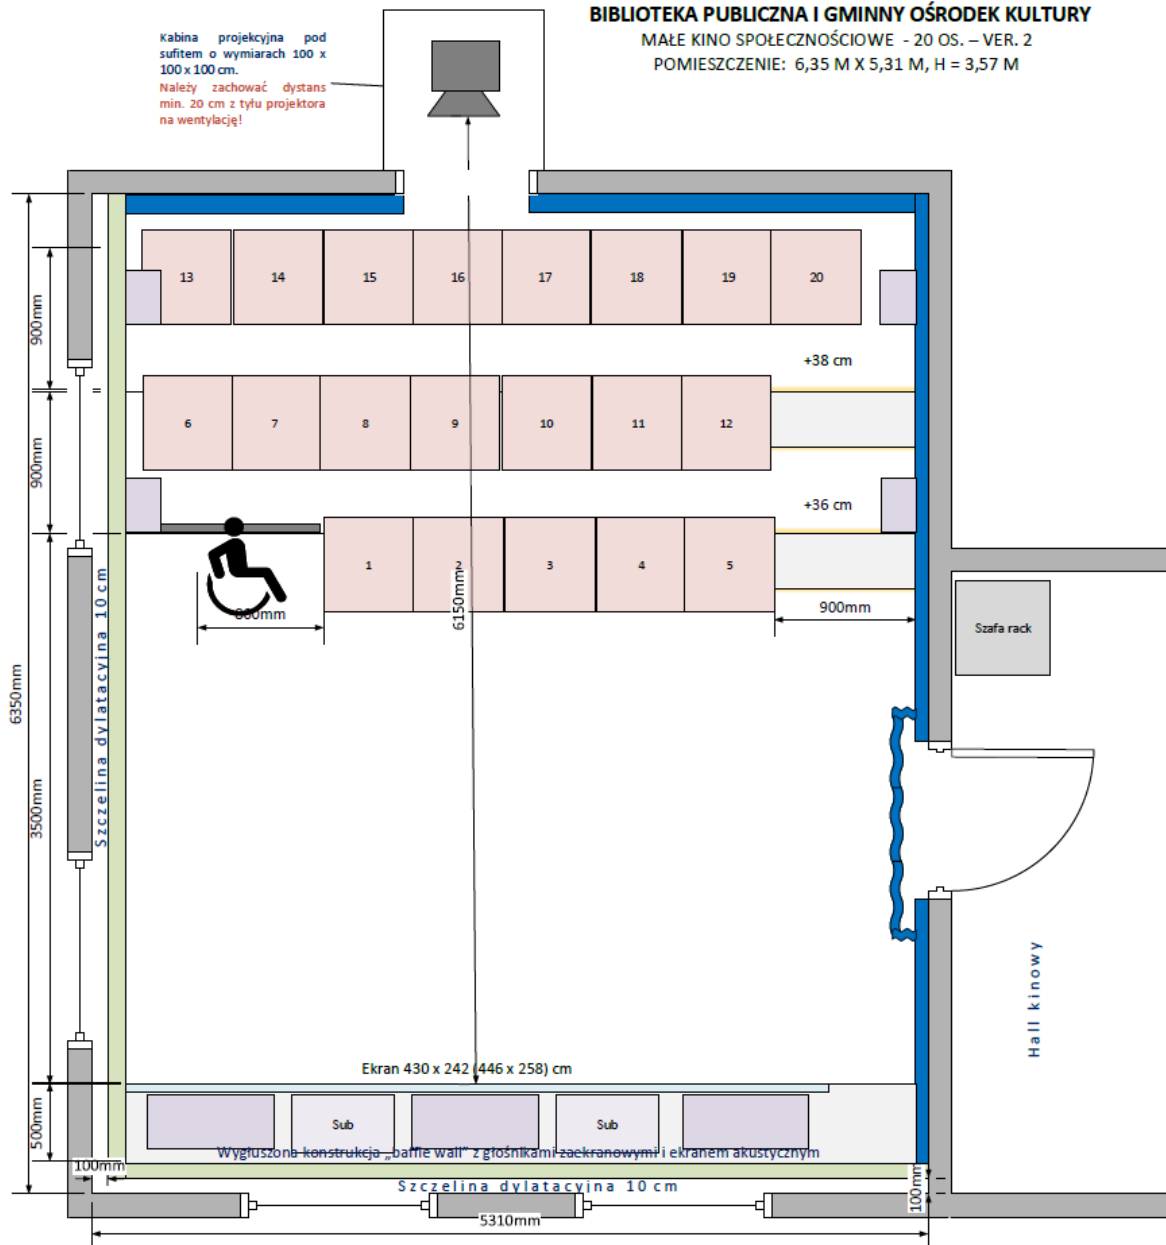 BIBLIOTEKA PUBLICZNA I GMINNY OŚRODEK KULTURY
MAŁE KINO SPOŁECZNOŚCIOWE - 20 OS. – VER. 2
POMIESZCZENIE: 6,35 M X 5,31 M, H = 3,57 M
Kabina projekcyjna pod
sufitem o wymiarach 100 x
100 x 100 cm.
Należy zachować dystans
min. 20 cm z tyłu projektora
na wentylację!
13 14 15 16 17 18 19 20
900mm
+38 cm
6 7 8 9 10 11 12
900mm
+36 cm
1 2 3 4 5
800mm
6150mm
900mm
Szafa rack
Szczelina dylatacyjna 10 cm
6350mm
3500mm
Hall kinowy
Ekran 430 x 242 (446 x 258) cm
500mm
Sub Sub
Wygłuszona konstrukcja „baffle wall” z głośnikami zaekranowymi i ekranem akustycznym
100mm
Szczelina dylatacyjna 10 cm
100mm
5310mm